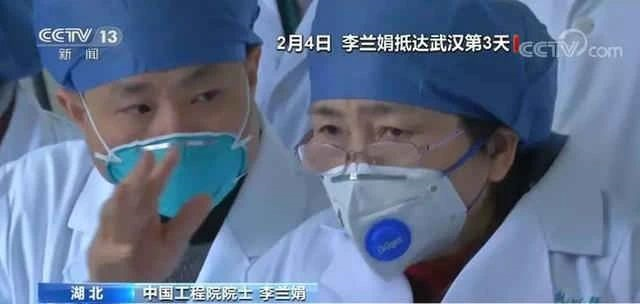 CCTV 13
新闻
2月4日 李兰娟抵达武汉第3天
CCTV.com
Dräger
湖北
中国工程院院士 李兰娟